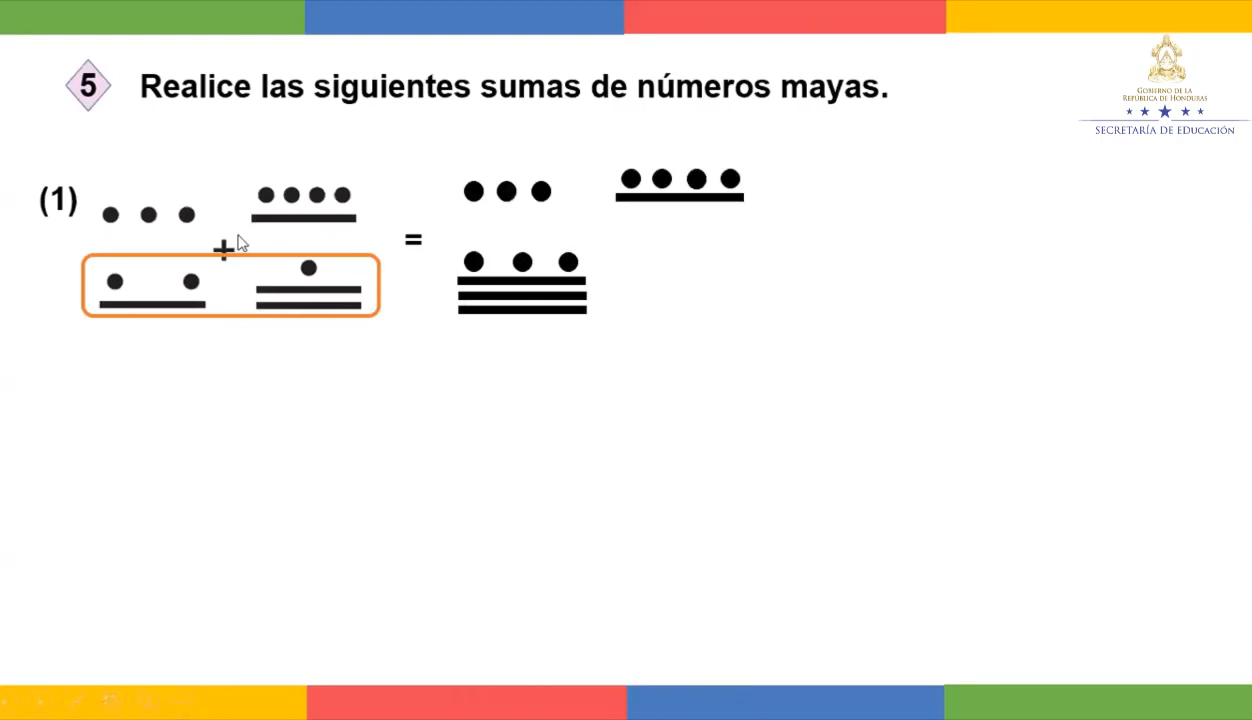 5 Realice las siguientes sumas de números mayas.
GOBIERNO DE LA
REPÚBLICA DE HONDURAS
SECRETARÍA DE EDUCACIÓN
(1)
+ =